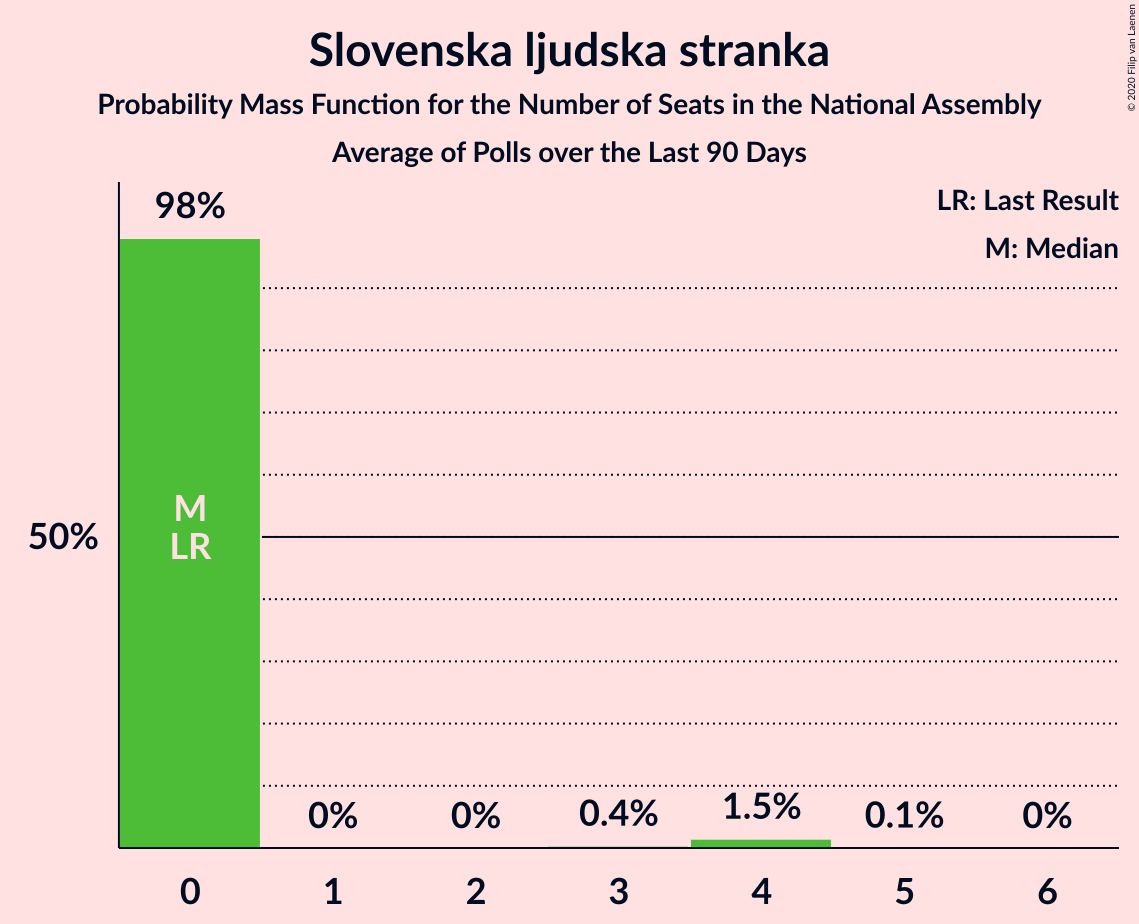 Slovenska ljudska stranka
Probability Mass Function for the Number of Seats in the National Assembly
Average of Polls over the Last 90 Days
© 2020 Filip van Laenen
LR: Last Result
M: Median
98%
M
LR
50%
0%
0%
0.4%
1.5%
0.1%
0%
0
1
2
3
4
5
6